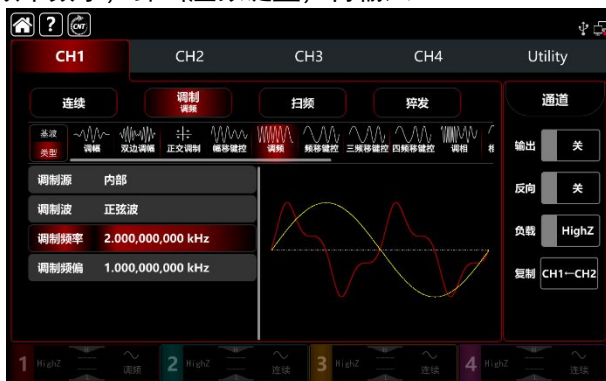 ?
CNT
CH1 CH2 CH3 CH4 Utility
连续 调制 扫频 猝发 通道
调频
基波
类型
调幅 双边调幅 正交调制 幅移键控 调频 频移键控 三频移键控 四频移键控 调相
调制源 内部
调制波 正弦波
调制频率 2.000,000,000 kHz
调制频偏 1.000,000,000 kHz
输出 关
反向 关
负载 HighZ
复制 CH1←CH2
1 HighZ 调频 2 HighZ 连续 3 HighZ 连续 4 HighZ 连续